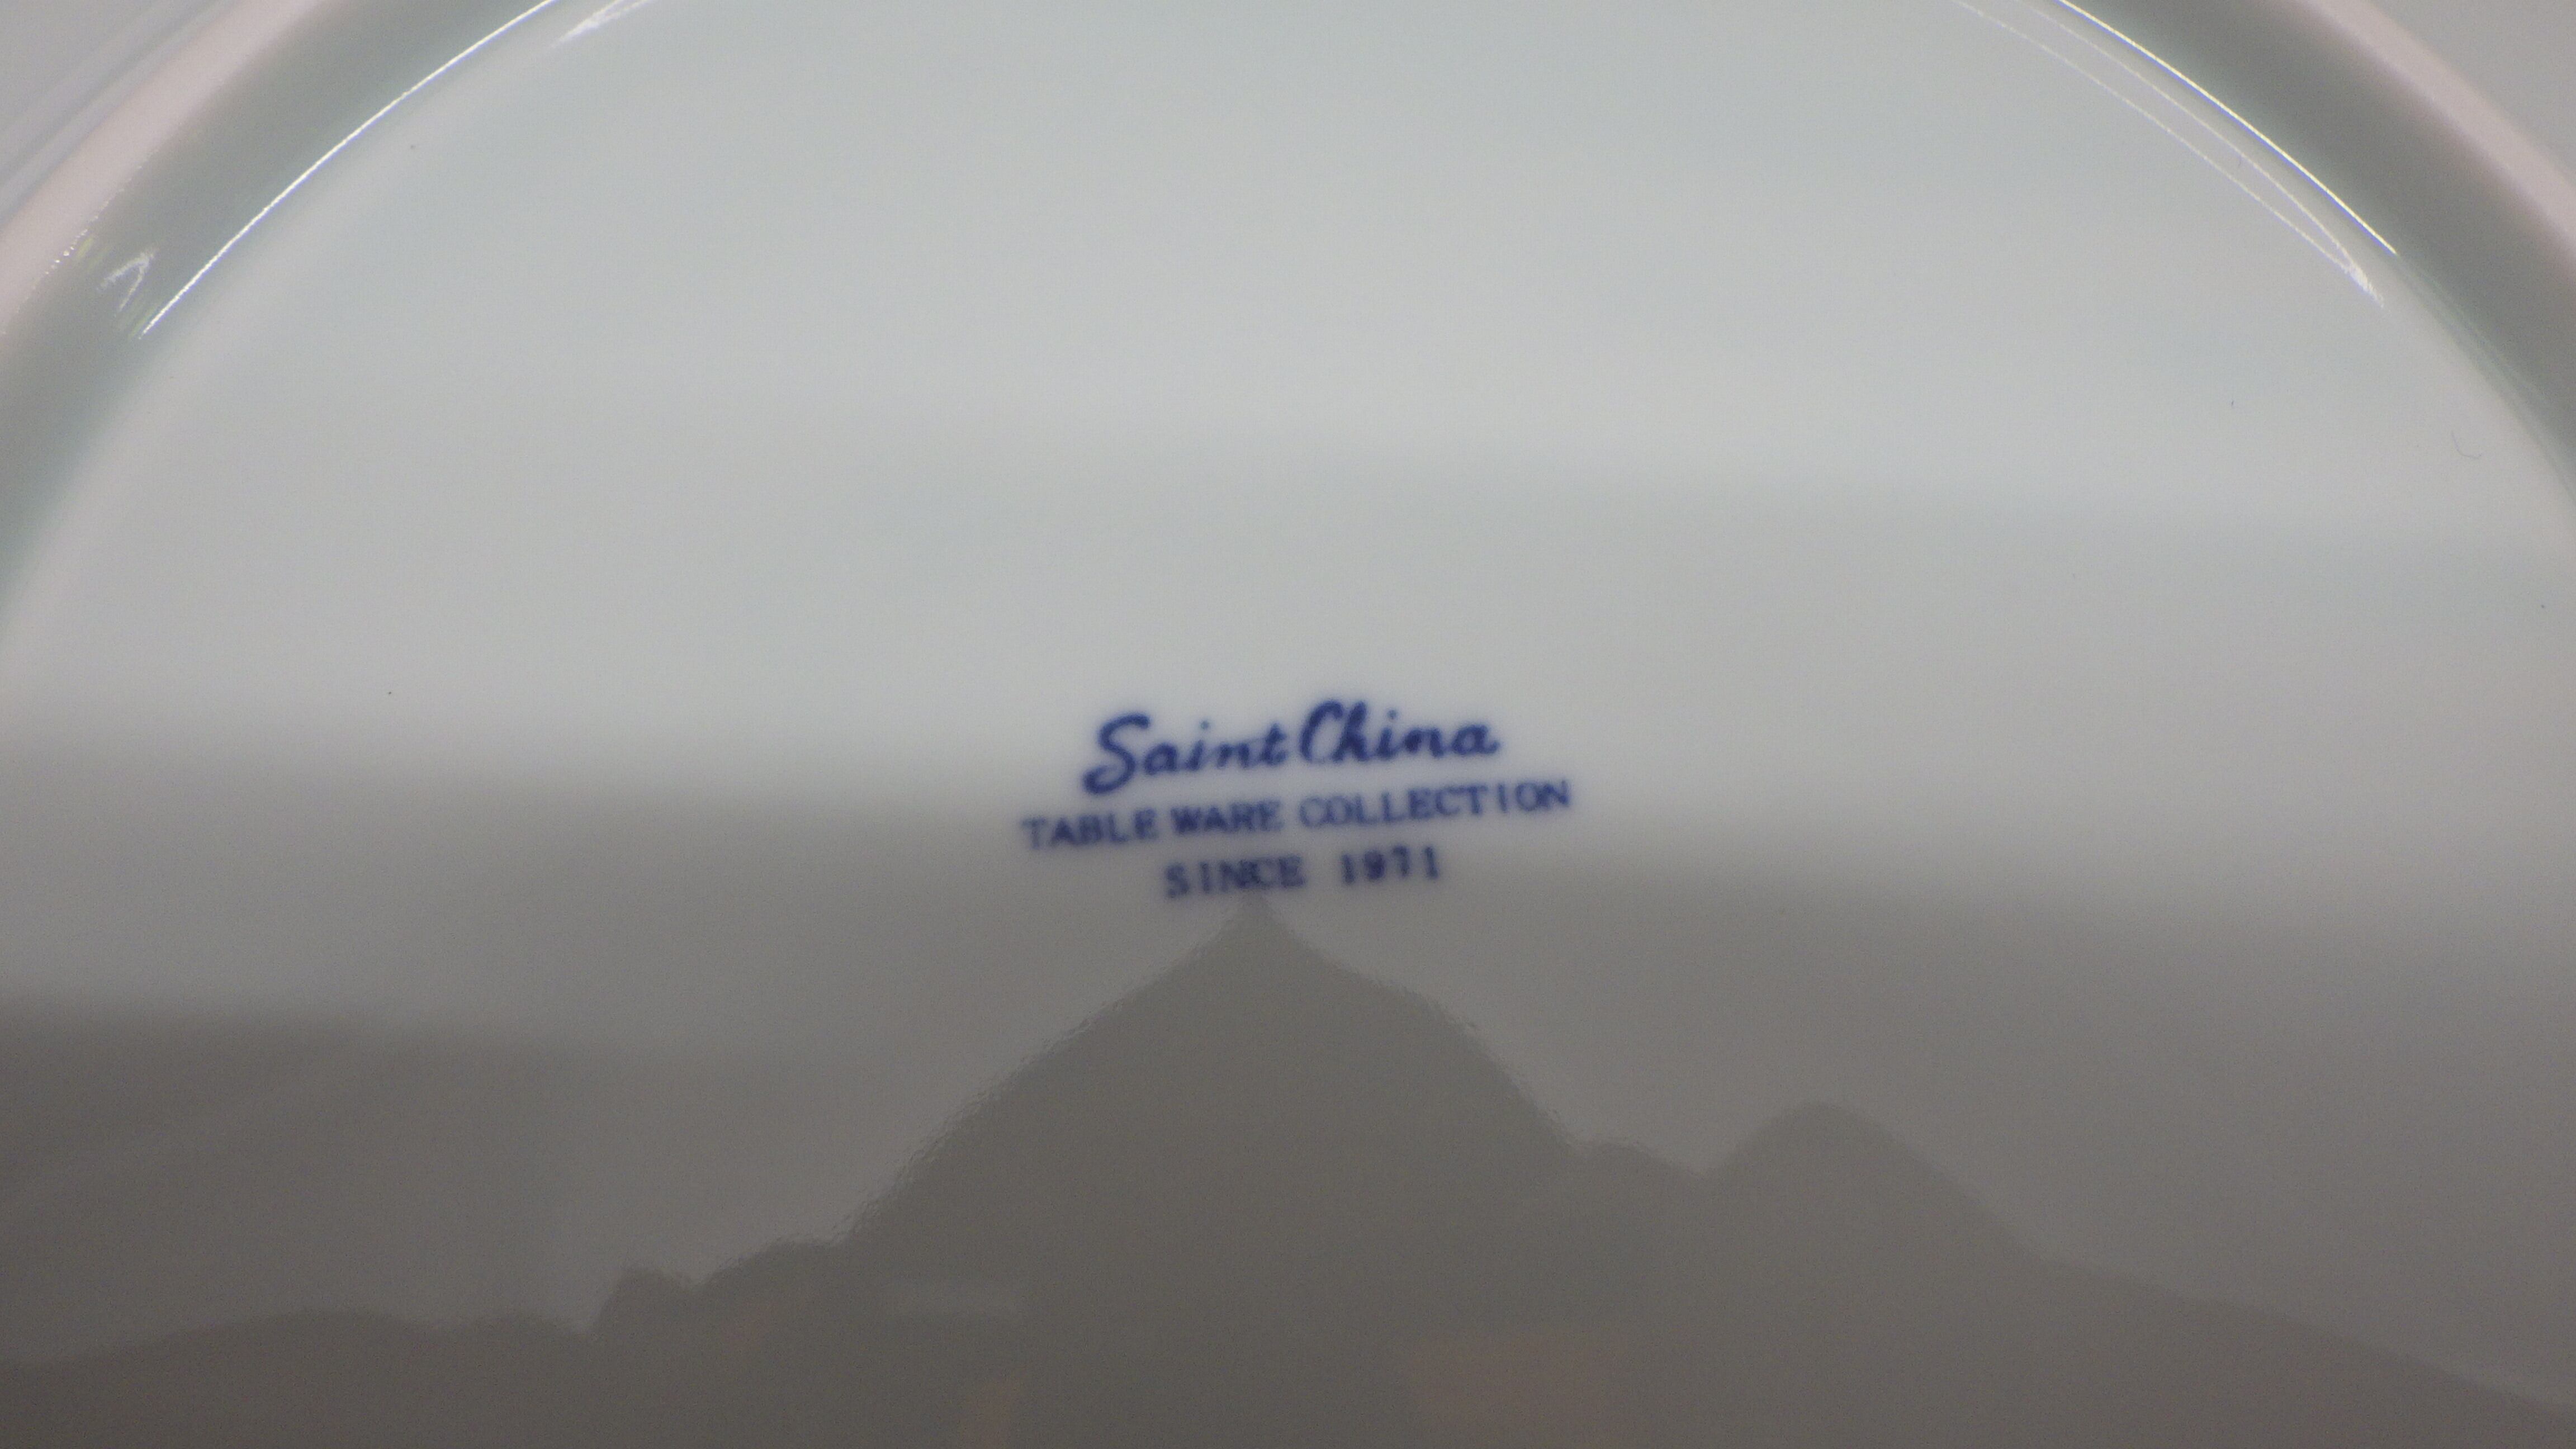 Saint China
TABLE WARE COLLECTION
SINCE 1971